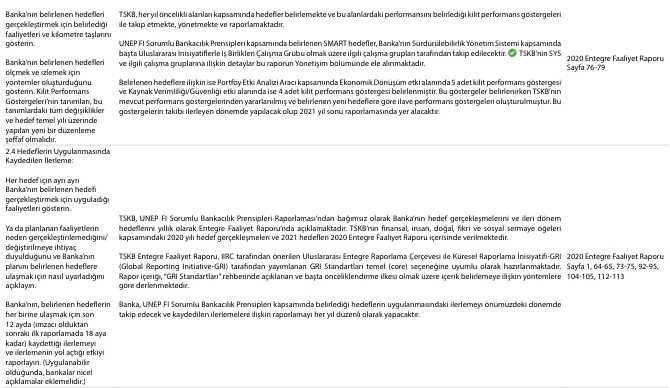 Banka'nın belirlenen hedefleri
gerçekleştirmek için belirlediği
faaliyetleri ve kilometre taşlarını
gösterin.
Banka'nın belirlenen hedefleri
ölçmek ve izlemek için
yöntemler oluşturduğunu
gösterin. Kilit Performans
Göstergeleri'nin tanımları, bu
tanımlardaki tüm değişiklikler
ve hedef temel yılı üzerinde
yapılan yeni bir düzenleme
şeffaf olmalıdır.
TSKB, her yıl öncelikli alanları kapsamında hedefler belirlemekte ve bu alanlardaki performansını belirlediği kilit performans göstergeleri
ile takip etmekte, yönetmekte ve raporlamaktadır.
UNEP FI Sorumlu Bankacılık Prensipleri kapsamında belirlenen SMART hedefler, Banka'nın Sürdürülebilirlik Yönetim Sistemi kapsamında
başta Uluslararası İnisiyatiflerle İş Birlikleri Çalışma Grubu olmak üzere ilgili çalışma grupları tarafından takip edilecektir. TSKB'nin SYS
ve ilgili çalışma gruplarına ilişkin detaylar bu raporun Yönetişim bölümünde ele alınmaktadır.
Belirlenen hedeflere ilişkin ise Portföy Etki Analizi Aracı kapsamında Ekonomik Dönüşüm etki alanında 5 adet kilit performans göstergesi
ve Kaynak Verimliliği/Güvenliği etki alanında ise 4 adet kilit performans göstergesi belirlenmiştir. Bu göstergeler belirlenirken TSKB'nin
mevcut performans göstergelerinden yararlanılmış ve belirlenen yeni hedeflere göre ilave performans göstergeleri oluşturulmuştur. Bu
göstergelerin takibi ilerleyen dönemde yapılacak olup 2021 yıl sonu raporlamasında yer alacaktır.
2020 Entegre Faaliyet Raporu
Sayfa 76-79
2.4 Hedeflerin Uygulanmasında
Kaydedilen İlerleme:
Her hedef için ayrı ayrı
Banka'nın belirlenen hedefi
gerçekleştirmek için uyguladığı
faaliyetleri gösterin.
Ya da planlanan faaliyetlerin
neden gerçekleştirilemediğini/
değiştirilmeye ihtiyaç
duyulduğunu ve Banka'nın
planını belirlenen hedeflere
ulaşmak için nasıl uyarladığını
açıklayın.
Banka'nın, belirlenen hedeflerin
her birine ulaşmak için son
12 ayda (imzacı olduktan
sonraki ilk raporlamada 18 aya
kadar) kaydettiği ilerlemeyi
ve ilerlemenin yol açtığı etkiyi
raporlayın. (Uygulanabilir
olduğunda, bankalar nicel
açıklamalar eklemelidir.)
TSKB, UNEP FI Sorumlu Bankacılık Prensipleri Raporlaması'ndan bağımsız olarak Banka'nın hedef gerçekleşmelerini ve ileri dönem
hedeflerini yıllık olarak Entegre Faaliyet Raporu'nda açıklamaktadır. TSKB'nin finansal, insan, doğal, fikri ve sosyal sermaye öğeleri
kapsamındaki 2020 yılı hedef gerçekleşmeleri ve 2021 hedefleri 2020 Entegre Faaliyet Raporu içerisinde verilmektedir.
TSKB Entegre Faaliyet Raporu, IIRC tarafından önerilen Uluslararası Entegre Raporlama Çerçevesi ile Küresel Raporlama İnisiyatifi-GRI
(Global Reporting Initiative-GRI) tarafından yayımlanan GRI Standartları temel (core) seçeneğine uyumlu olarak hazırlanmaktadır.
Rapor içeriği, "GRI Standartları" rehberinde açıklanan ve başta önceliklendirme ilkesi olmak üzere içerik belirlemeye ilişkin yöntemlere
göre derlenmektedir.
Banka, UNEP FI Sorumlu Bankacılık Prensipleri kapsamında belirlediği hedeflerin uygulanmasındaki ilerlemeyi önümüzdeki dönemde
takip edecek ve kaydedilen ilerlemelere ilişkin raporlamayı her yıl düzenli olarak yapacaktır.
2020 Entegre Faaliyet Raporu
Sayfa 1, 64-65, 73-75, 92-95,
104-105, 112-113